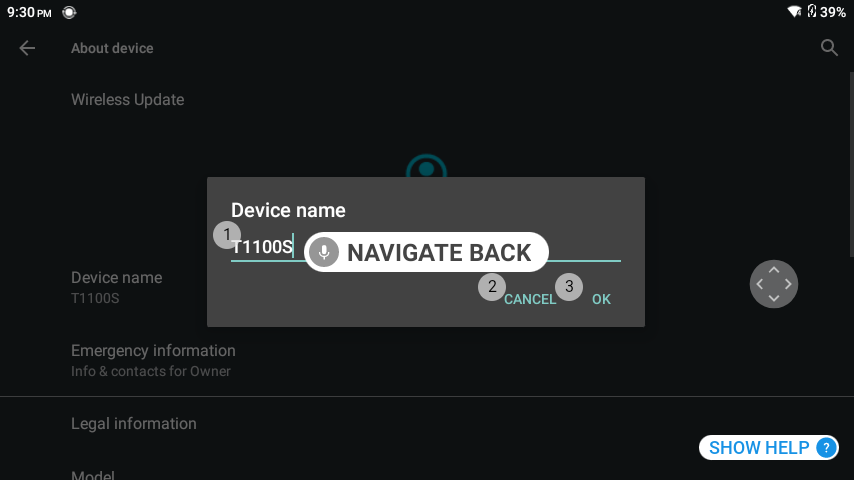 9:30 PM
39%
About device
Wireless Update
Device name
1
T1100S
NAVIGATE BACK
2
CANCEL
3
OK
Device name
T1100S
Emergency information
Info & contacts for Owner
Legal information
SHOW HELP ?
Model